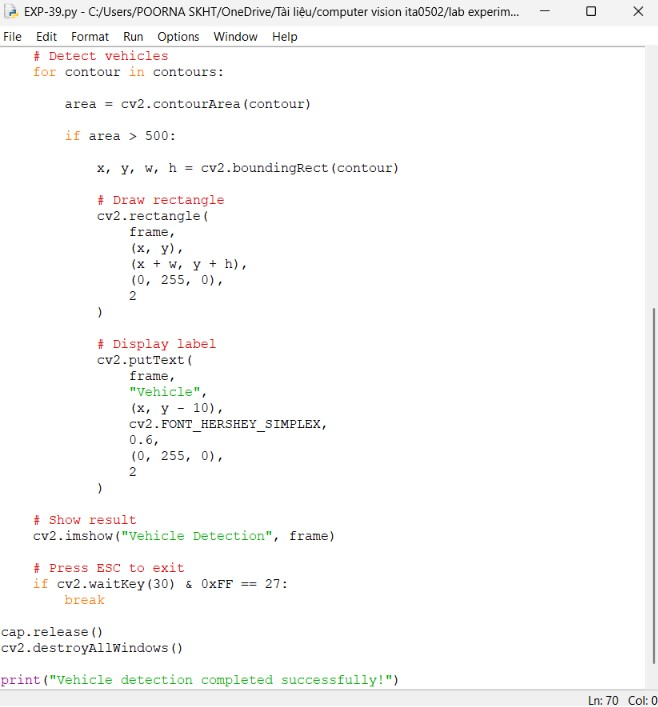 EXP-39.py - C:/Users/POORNA SKHT/OneDrive/Tài liệu/computer vision ita0502/lab experim...
File Edit Format Run Options Window Help
    # Detect vehicles
    for contour in contours:

        area = cv2.contourArea(contour)

        if area > 500:

            x, y, w, h = cv2.boundingRect(contour)

            # Draw rectangle
            cv2.rectangle(
                frame,
                (x, y),
                (x + w, y + h),
                (0, 255, 0),
                2
            )

            # Display label
            cv2.putText(
                frame,
                "Vehicle",
                (x, y - 10),
                cv2.FONT_HERSHEY_SIMPLEX,
                0.6,
                (0, 255, 0),
                2
            )

    # Show result
    cv2.imshow("Vehicle Detection", frame)

    # Press ESC to exit
    if cv2.waitKey(30) & 0xFF == 27:
        break

cap.release()
cv2.destroyAllWindows()

print("Vehicle detection completed successfully!")
Ln: 70 Col: 0